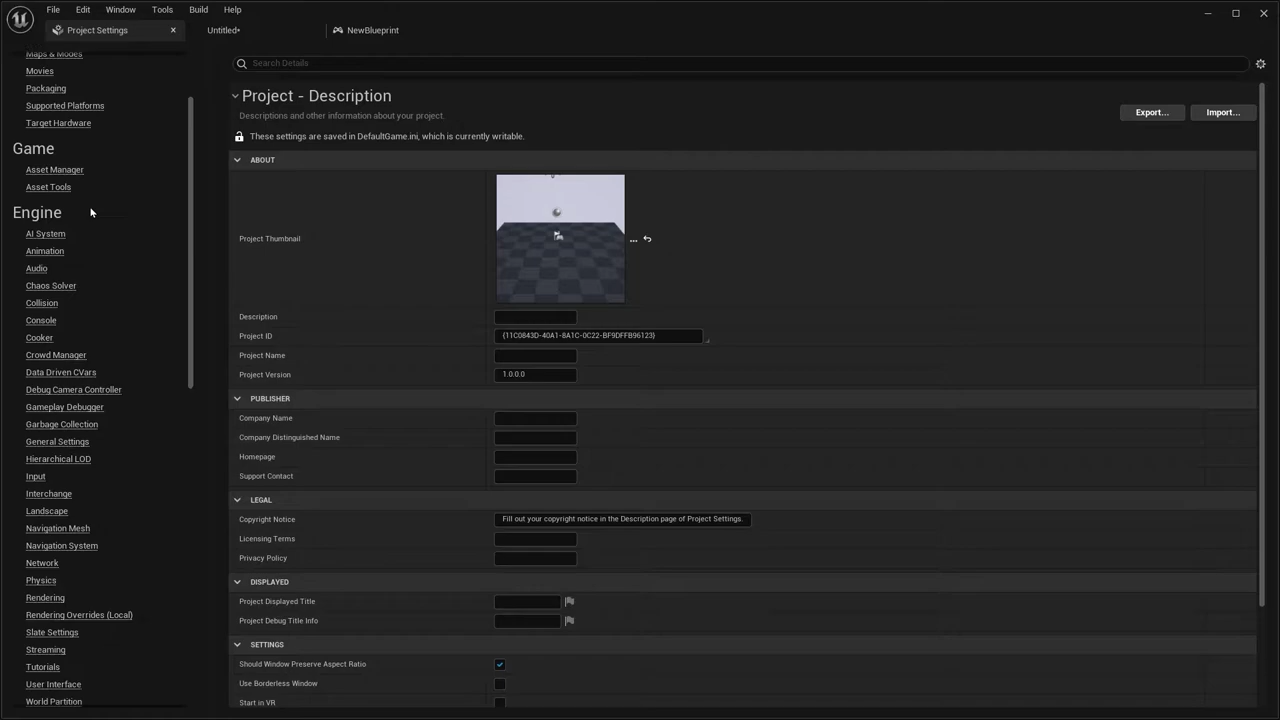 File Edit Window Tools Build Help
Project Settings Untitled+ NewBlueprint
Maps & Modes
Movies
Packaging
Supported Platforms
Target Hardware
Game
Asset Manager
Asset Tools
Engine
AI System
Animation
Audio
Chaos Solver
Collision
Console
Cooker
Crowd Manager
Data Driven CVars
Debug Camera Controller
Gameplay Debugger
Garbage Collection
General Settings
Hierarchical LOD
Input
Interchange
Landscape
Navigation Mesh
Navigation System
Network
Physics
Rendering
Rendering Overrides (Local)
Slate Settings
Streaming
Tutorials
User Interface
World Partition
Search Details
Project - Description
Descriptions and other information about your project.
Export... Import...
These settings are saved in DefaultGame.ini, which is currently writable.
ABOUT
Project Thumbnail
Description
Project ID {11C0843D-40A1-8A1C-0C22-BF9DFFB96123}
Project Name
Project Version 1.0.0.0
PUBLISHER
Company Name
Company Distinguished Name
Homepage
Support Contact
LEGAL
Copyright Notice Fill out your copyright notice in the Description page of Project Settings.
Licensing Terms
Privacy Policy
DISPLAYED
Project Displayed Title
Project Debug Title Info
SETTINGS
Should Window Preserve Aspect Ratio
Use Borderless Window
Start in VR